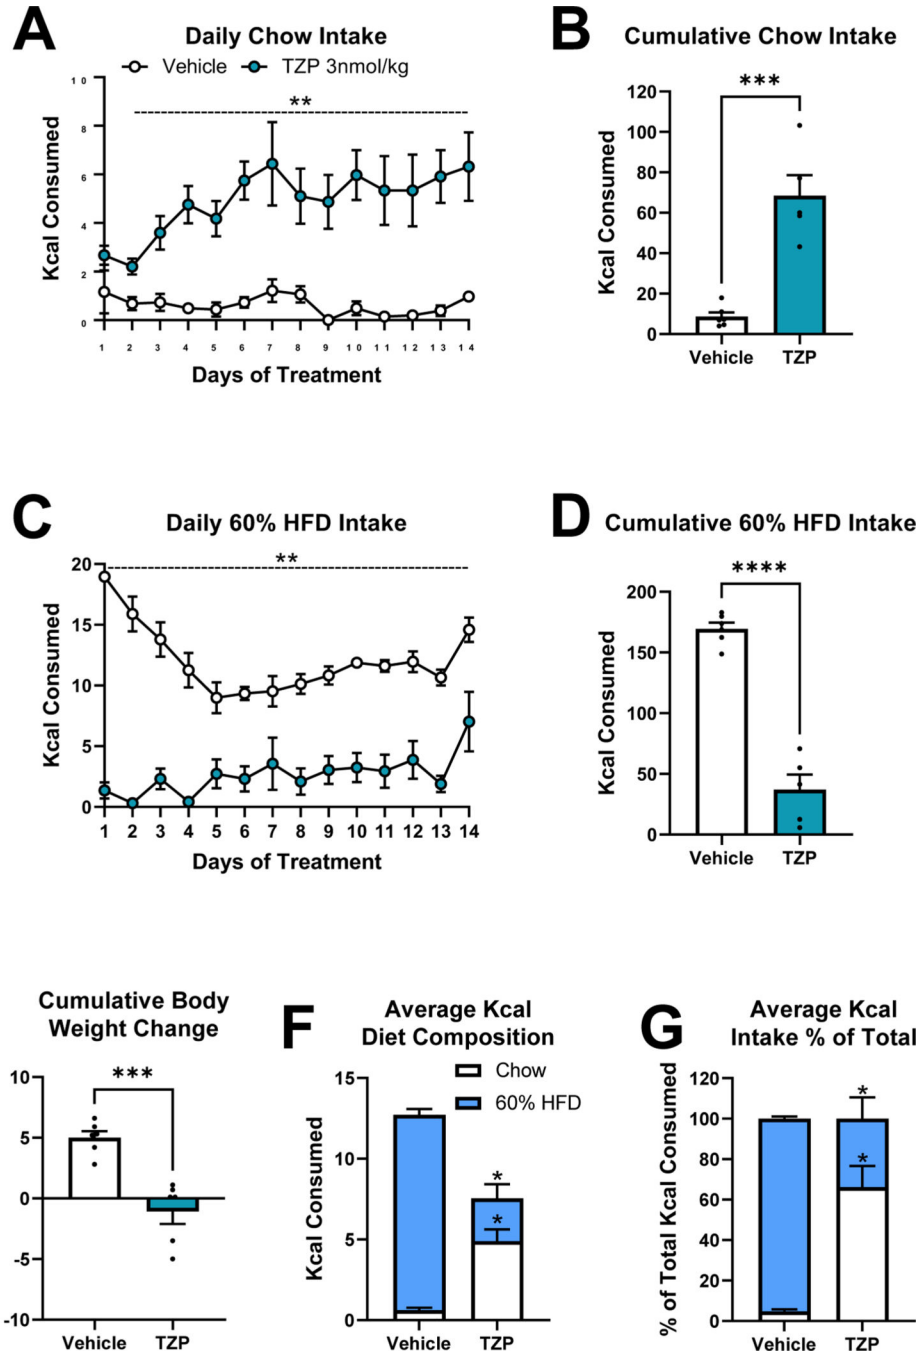 A
Daily Chow Intake
Vehicle
TZP 3nmol/kg
**
Kcal Consumed
10
8
6
4
2
0
1 2 3 4 5 6 7 8 9 10 11 12 13 14
Days of Treatment
B
Cumulative Chow Intake
***
Kcal Consumed
120
100
80
60
40
20
0
Vehicle TZP
C
Daily 60% HFD Intake
**
Kcal Consumed
20
15
10
5
0
1 2 3 4 5 6 7 8 9 10 11 12 13 14
Days of Treatment
D
Cumulative 60% HFD Intake
****
Kcal Consumed
200
150
100
50
0
Vehicle TZP
Cumulative Body
Weight Change
***
10
5
0
-5
-10
Vehicle TZP
F
Average Kcal
Diet Composition
Chow
60% HFD
Kcal Consumed
15
10
5
0
*
*
Vehicle TZP
G
Average Kcal
Intake % of Total
% of Total Kcal Consumed
120
100
80
60
40
20
0
*
*
Vehicle TZP